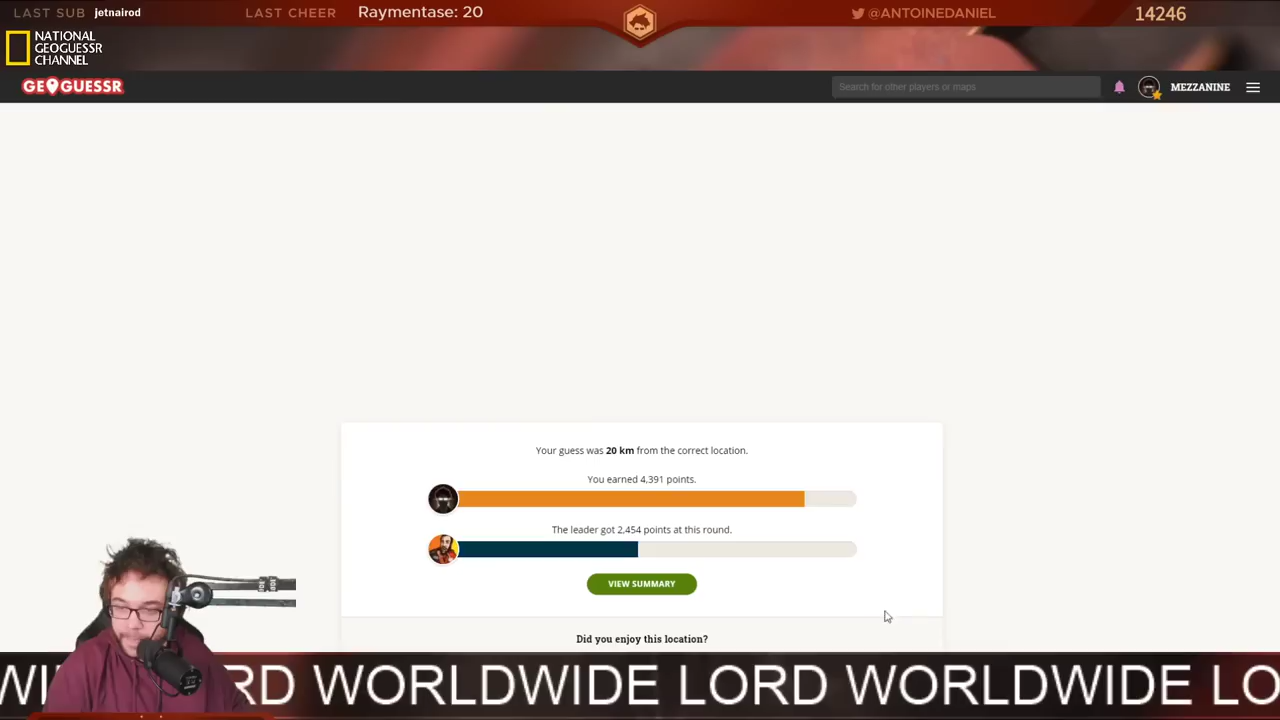 LAST SUB jetnairod LAST CHEER Raymentase: 20 @ANTOINEDANIEL 14246
NATIONAL
GEOGUESSR
CHANNEL
GEOGUESSR Search for other players or maps MEZZANINE
Your guess was 20 km from the correct location.
You earned 4,391 points.
The leader got 2,454 points at this round.
VIEW SUMMARY
Did you enjoy this location?
RD WORLDWIDE LORD WORLDWIDE LO